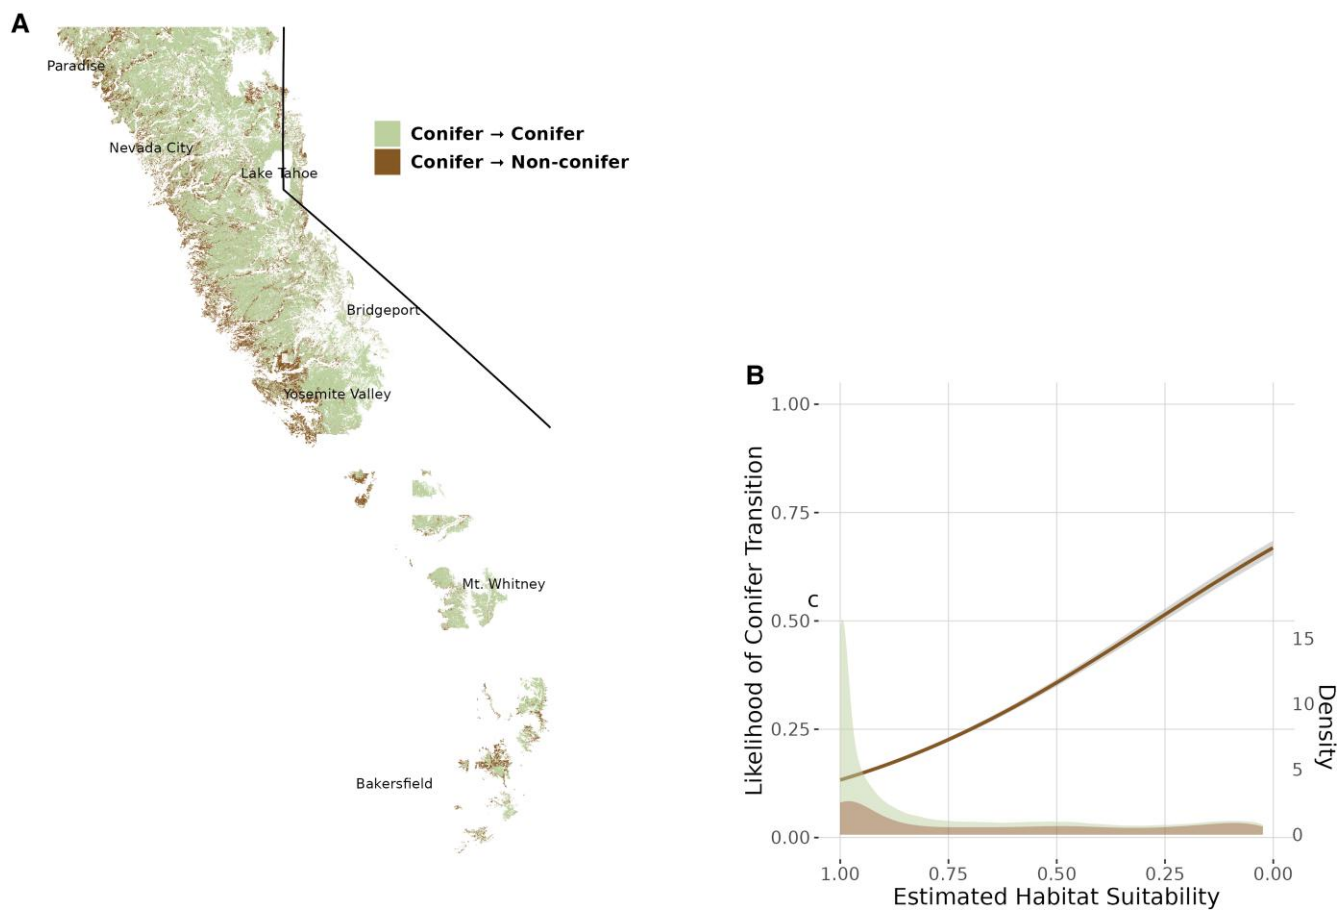 A
Paradise
Nevada City
Lake Tahoe
Conifer → Conifer
Conifer → Non-conifer
Bridgeport
Yosemite Valley
Mt. Whitney
Bakersfield
B
Likelihood of Conifer Transition
1.00
0.75
c
0.50
0.25
0.00
15
10
5
0
Density
1.00 0.75 0.50 0.25 0.00
Estimated Habitat Suitability